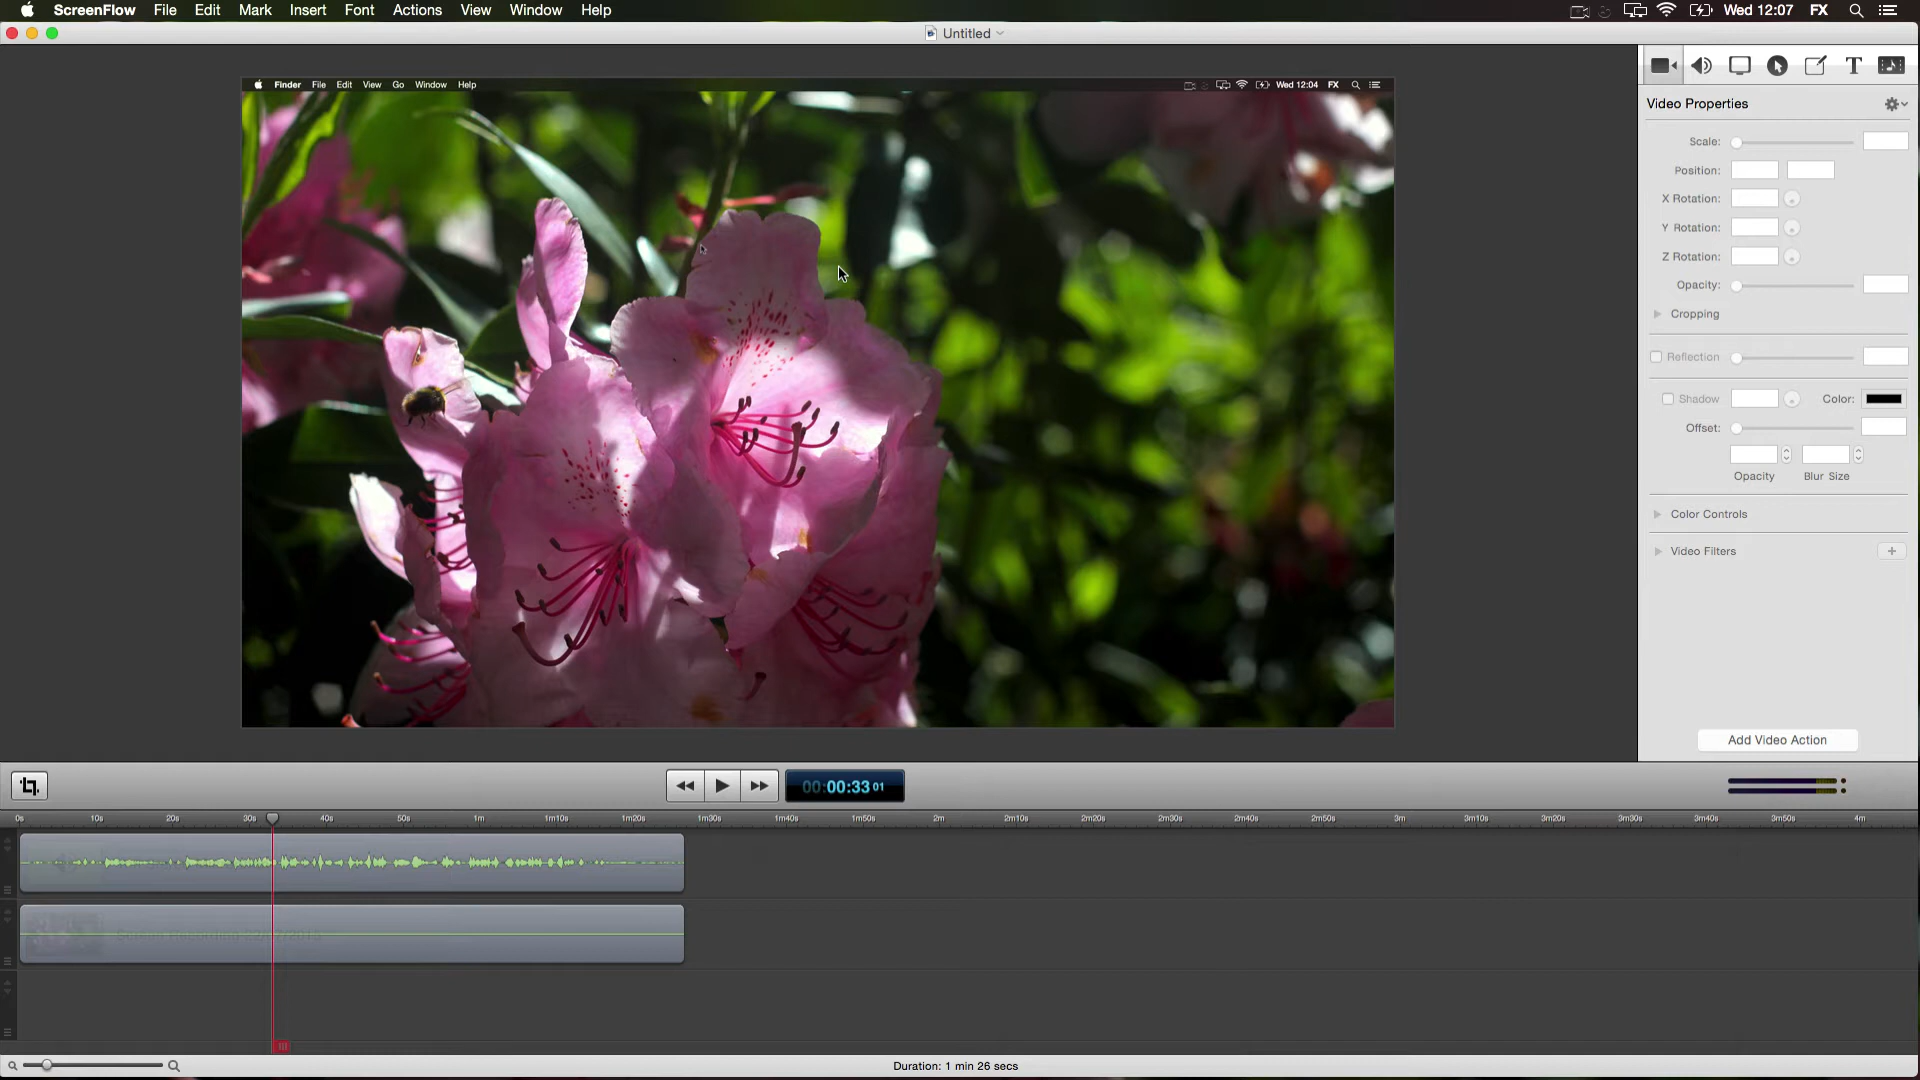 ScreenFlow File Edit Mark Insert Font Actions View Window Help Wed 12:07 FX
Untitled
Finder File Edit View Go Window Help Wed 12:04 FX
Video Properties
Scale:
Position:
X Rotation:
Y Rotation:
Z Rotation:
Opacity:
Cropping
Reflection
Shadow Color:
Offset:
Opacity Blur Size
Color Controls
Video Filters
Add Video Action
00:00:33 01
0s 10s 20s 30s 40s 50s 1m 1m10s 1m20s 1m30s 1m40s 1m50s 2m 2m10s 2m20s 2m30s 2m40s 2m50s 3m 3m10s 3m20s 3m30s 3m40s 3m50s 4m
Screen Recording
Duration: 1 min 26 secs